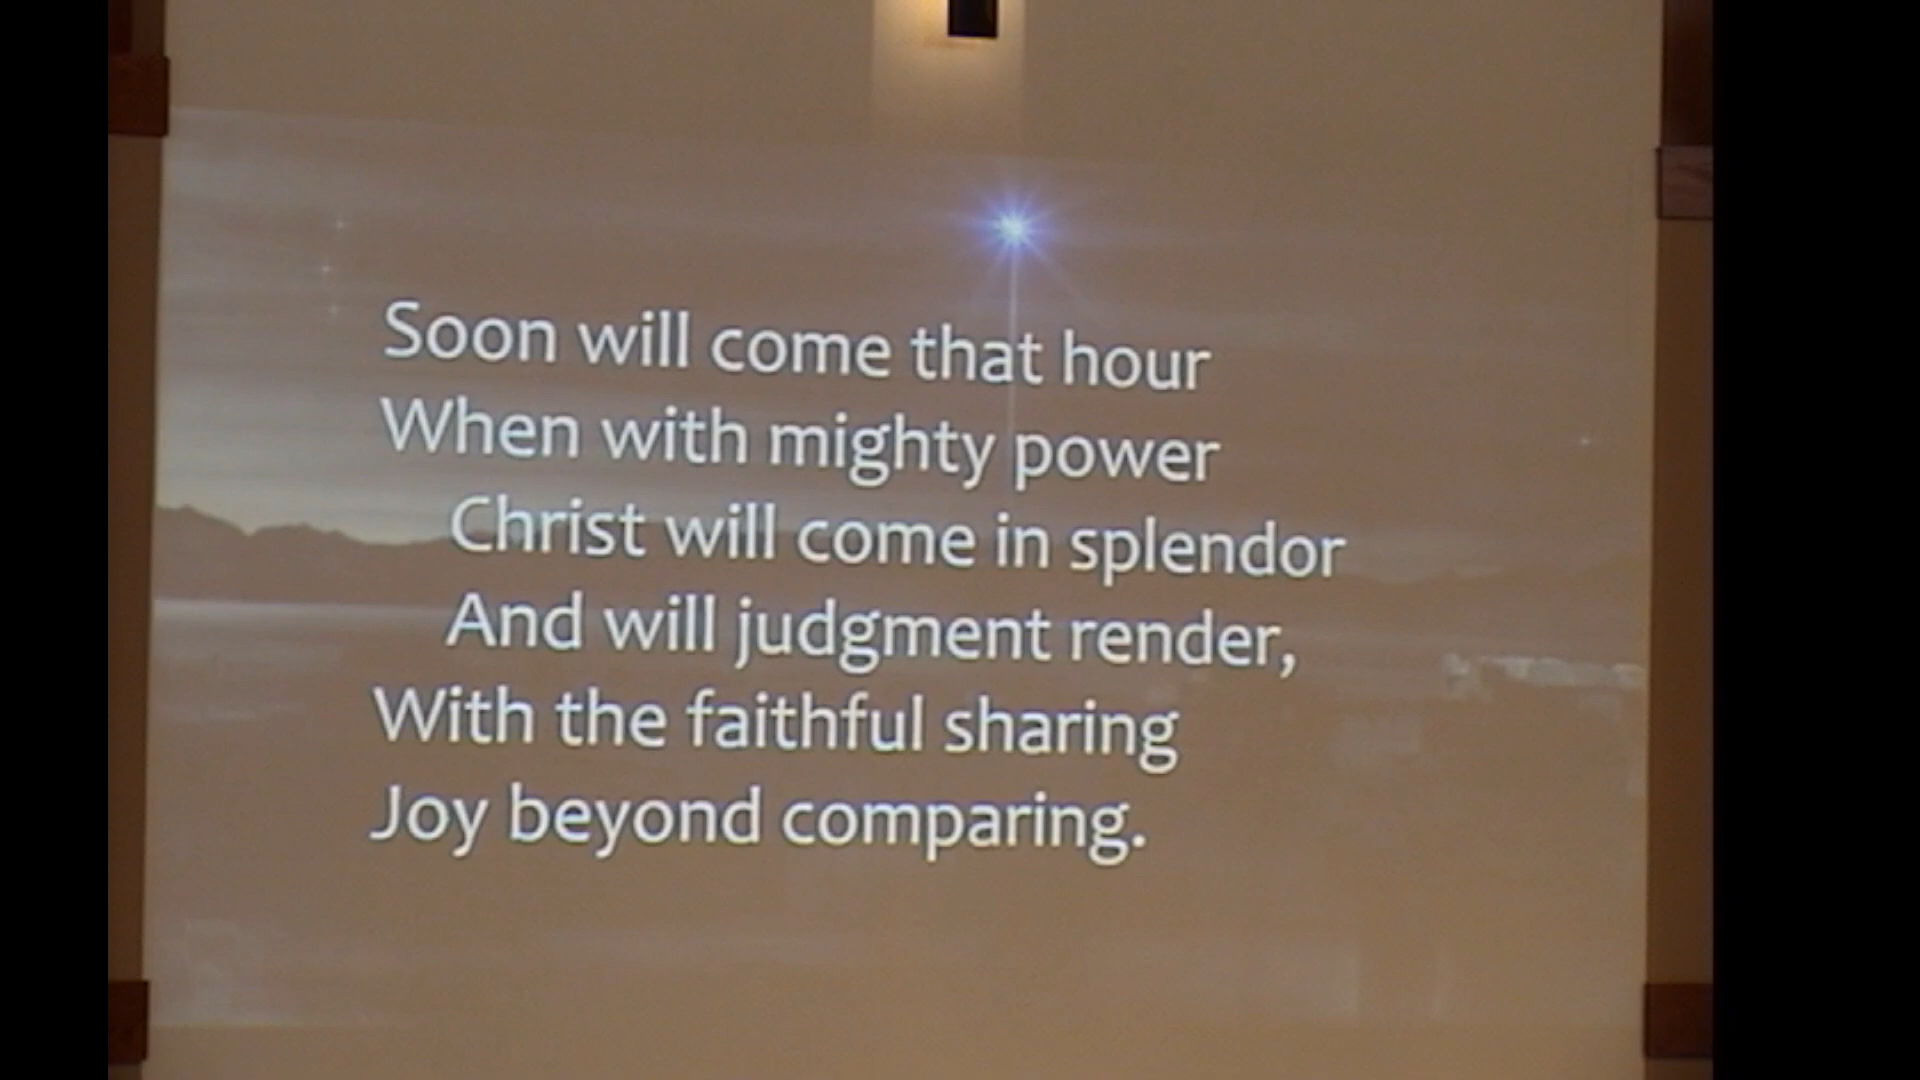 Soon will come that hour
When with mighty power
Christ will come in splendor
And will judgment render,
With the faithful sharing
Joy beyond comparing.